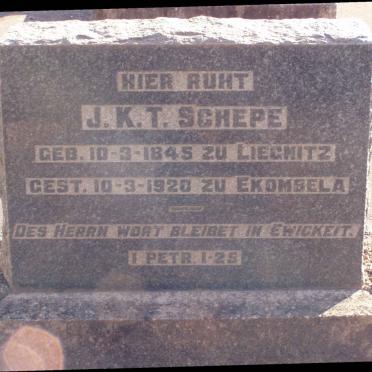 HIER RUHT
J. K. T. SCHEPE
GEB. 10-3-1845 ZU LIEGNITZ
GEST. 10-3-1920 ZU EKOMBELA
DES HERRN WORT BLEIBET IN EWICKEIT.
I PETR. 1-25